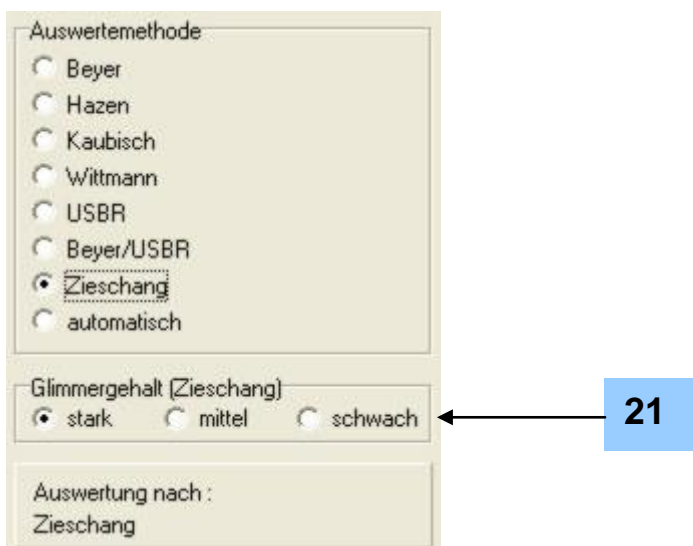 Auswertemethode
Beyer
Hazen
Kaubisch
Wittmann
USBR
Beyer/USBR
Zieschang
automatisch
Glimmergehalt (Zieschang)
stark mittel schwach
21
Auswertung nach :
Zieschang